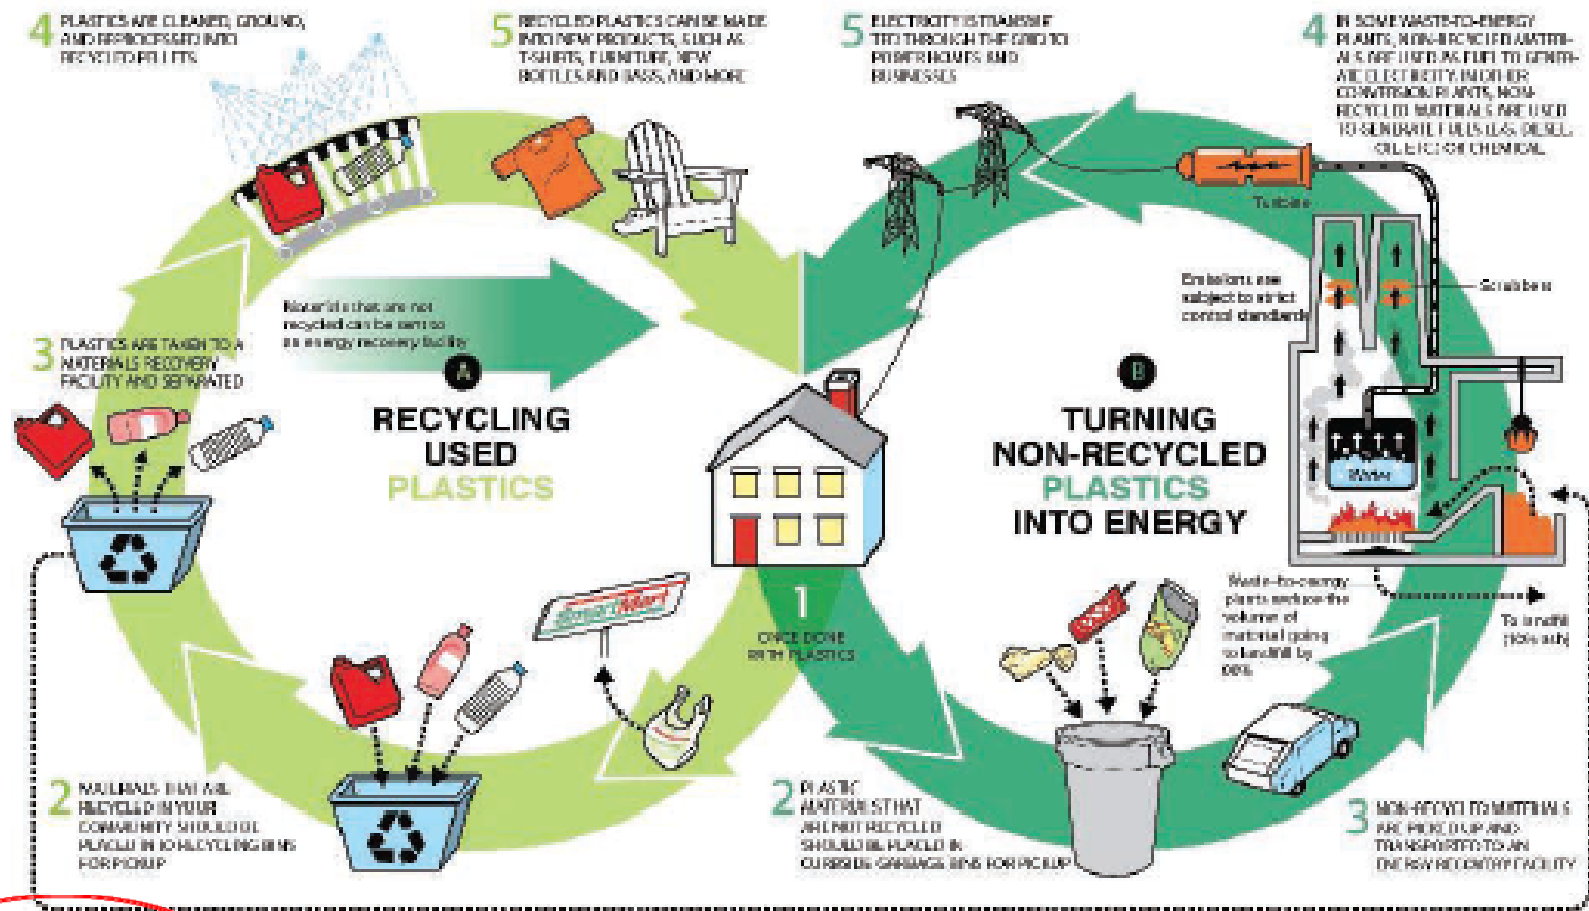 4
PLASTICS ARE CLEANED, GROUND,
AND REPROCESSED INTO
RECYCLED PELLETS
5
RECYCLED PLASTICS CAN BE MADE
INTO NEW PRODUCTS, SUCH AS
T-SHIRTS, FURNITURE, NEW
BOTTLES AND BAGS, AND MORE
5
ELECTRICITY IS TRANSMIT-
TED THROUGH THE GRID TO
POWER HOMES AND
BUSINESSES
4
IN SOME WASTE-TO-ENERGY
PLANTS, NON-RECYCLED MATERI-
ALS ARE USED AS FUEL TO GENER-
ATE ELECTRICITY. IN OTHER
CONVERSION PLANTS, NON-
RECYCLED MATERIALS ARE USED
TO GENERATE FUELS (E.G. DIESEL,
OIL, ETC) OR CHEMICAL
Turbine
Emissions are
subject to strict
control standards
Scrubbers
Materials that are not
recycled can be sent to
an energy recovery facility
3
PLASTICS ARE TAKEN TO A
MATERIALS RECOVERY
FACILITY AND SEPARATED
A
RECYCLING
USED
PLASTICS
B
TURNING
NON-RECYCLED
PLASTICS
INTO ENERGY
Water
SmartMart
1
ONCE DONE
WITH PLASTICS
Waste-to-energy
plants reduce the
volume of
material going
to landfill by
90%
To landfill
(10% ash)
2
MATERIALS THAT ARE
RECYCLED IN YOUR
COMMUNITY SHOULD BE
PLACED INTO RECYCLING BINS
FOR PICKUP
2
PLASTIC
MATERIALS THAT
ARE NOT RECYCLED
SHOULD BE PLACED IN
CURBSIDE GARBAGE BINS FOR PICKUP
3
NON-RECYCLED MATERIALS
ARE PICKED UP AND
TRANSPORTED TO AN
ENERGY RECOVERY FACILITY